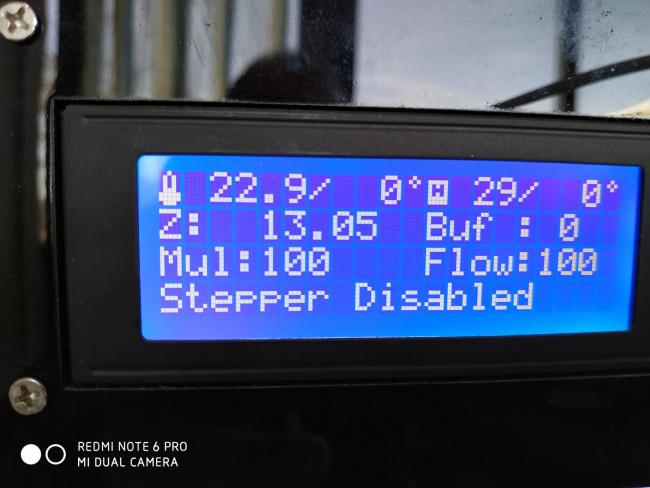 22.9/ 0° 29/ 0°
Z: 13.05 Buf : 0
Mul:100 Flow:100
Stepper Disabled
REDMI NOTE 6 PRO
MI DUAL CAMERA